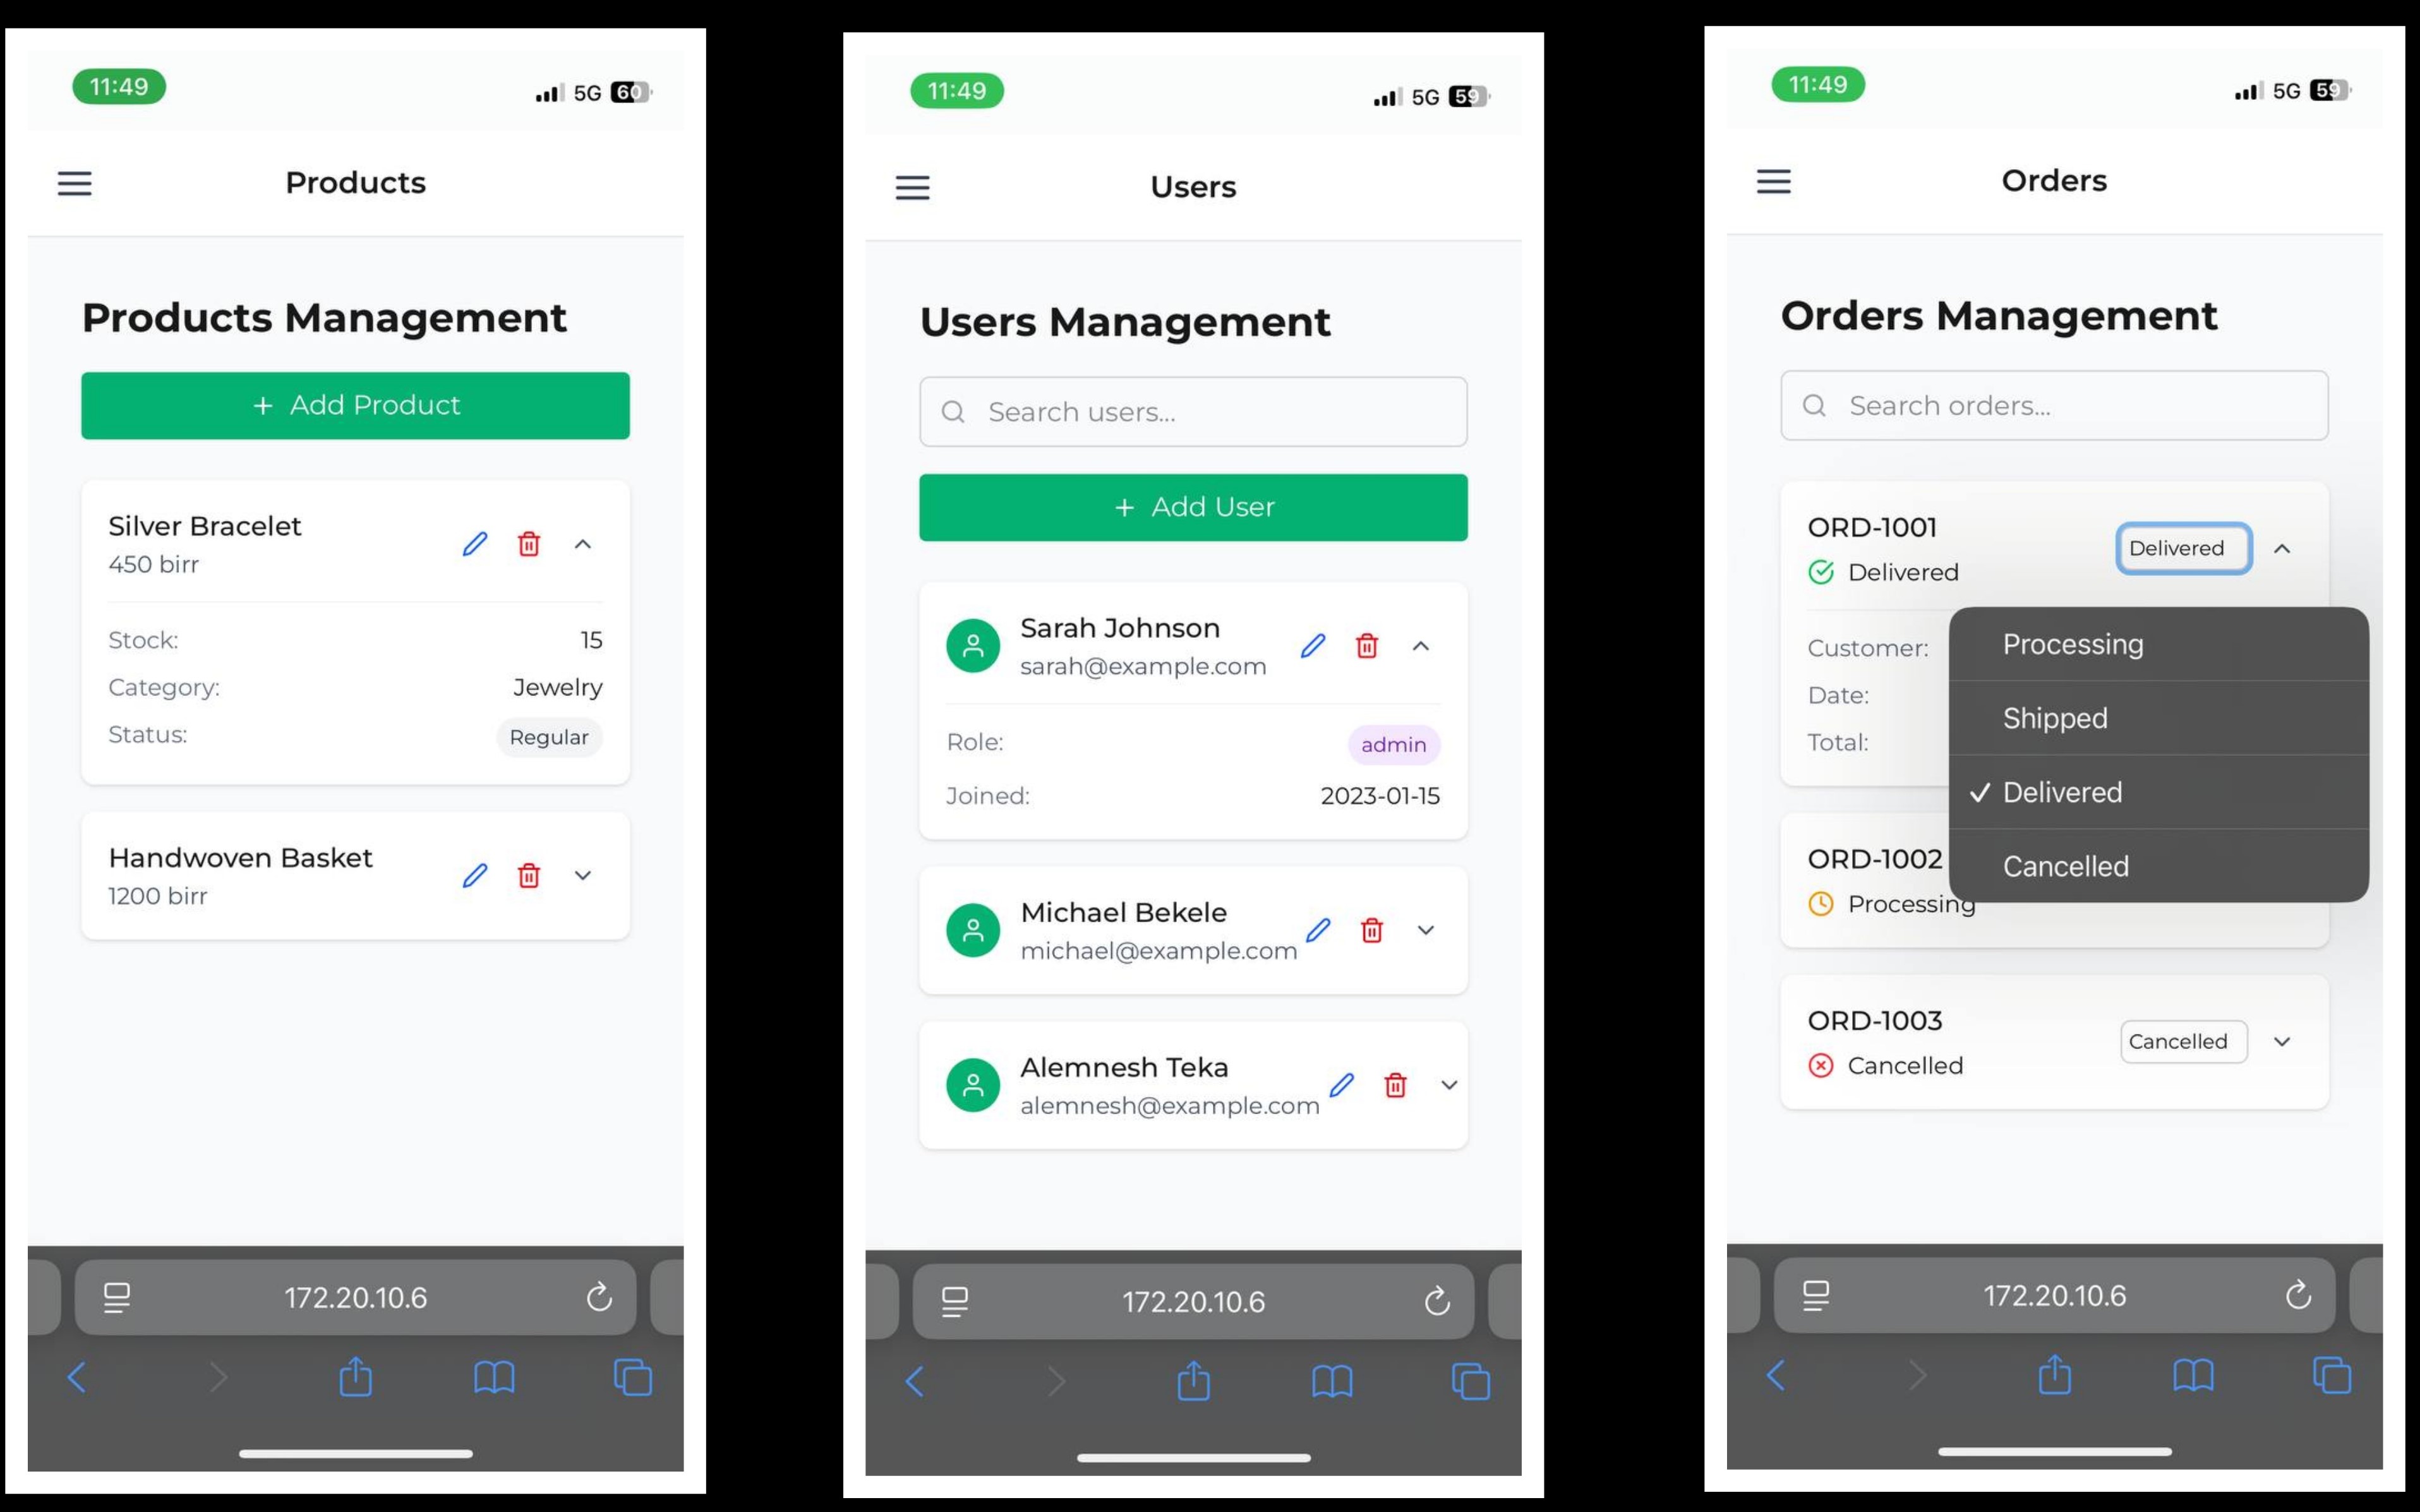 11:49
5G 60
Products
Products Management
+ Add Product
Silver Bracelet
450 birr
Stock: 15
Category: Jewelry
Status: Regular
Handwoven Basket
1200 birr
172.20.10.6
11:49
5G 59
Users
Users Management
Search users...
+ Add User
Sarah Johnson
sarah@example.com
Role: admin
Joined: 2023-01-15
Michael Bekele
michael@example.com
Alemnesh Teka
alemnesh@example.com
172.20.10.6
11:49
5G 59
Orders
Orders Management
Search orders...
ORD-1001
Delivered
Delivered
Customer:
Date:
Total:
Processing
Shipped
Delivered
Cancelled
ORD-1002
Processing
ORD-1003
Cancelled
Cancelled
172.20.10.6